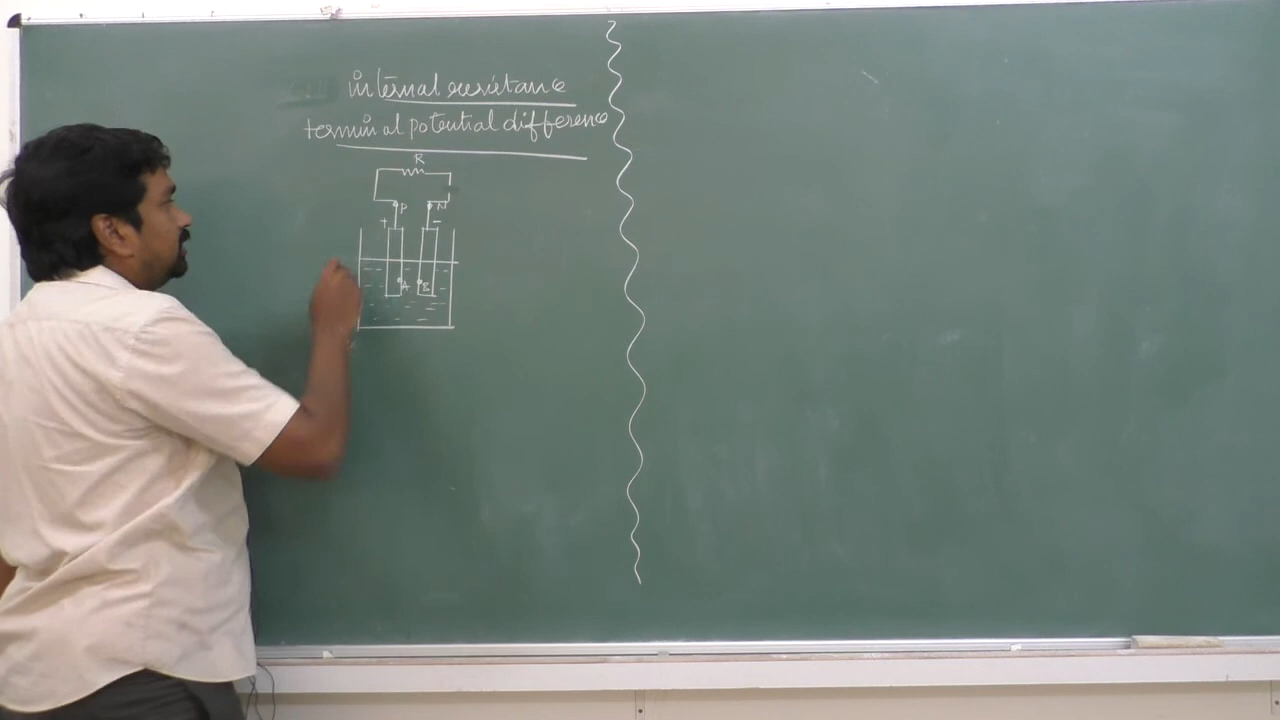 internal resistance
terminal potential difference
R
P N
+ -
A B